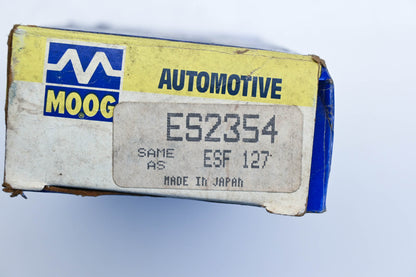 MOOG
AUTOMOTIVE
ES2354
SAME AS ESF 127
MADE IN JAPAN